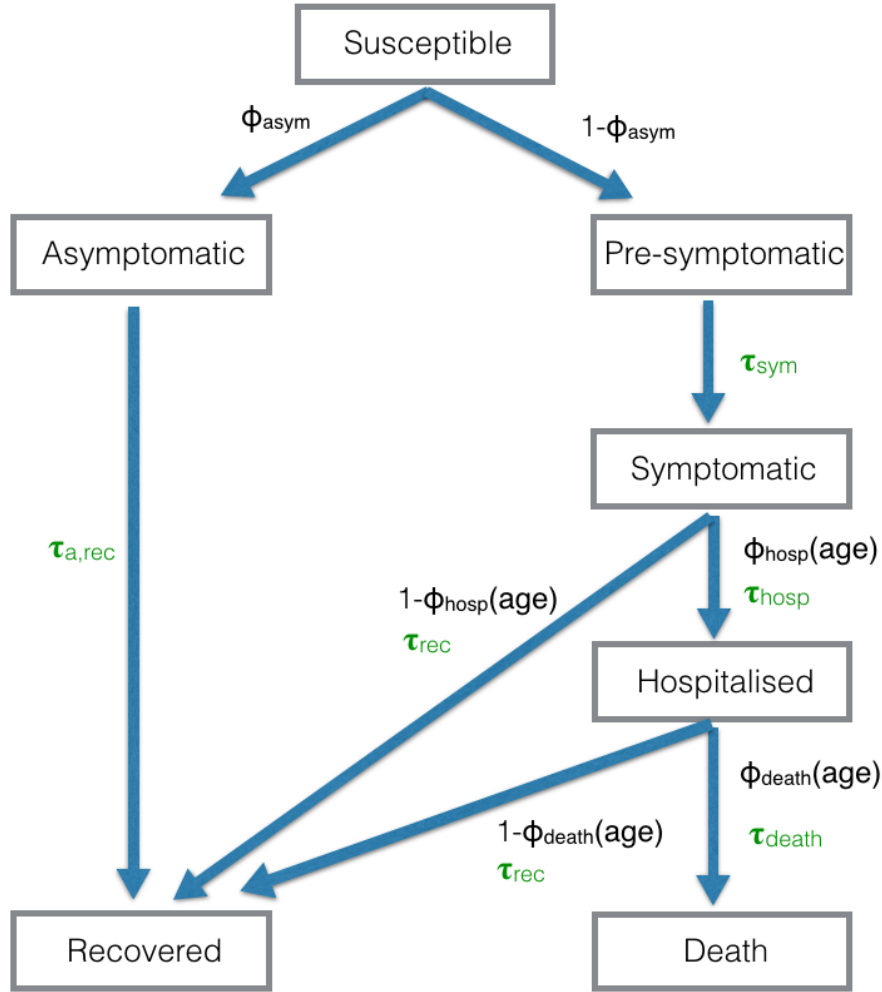 Susceptible
ϕasym
1-ϕasym
Asymptomatic
Pre-symptomatic
τsym
Symptomatic
τa,rec
ϕhosp(age)
1-ϕhosp(age)
τhosp
τrec
Hospitalised
ϕdeath(age)
1-ϕdeath(age)
τdeath
τrec
Recovered
Death